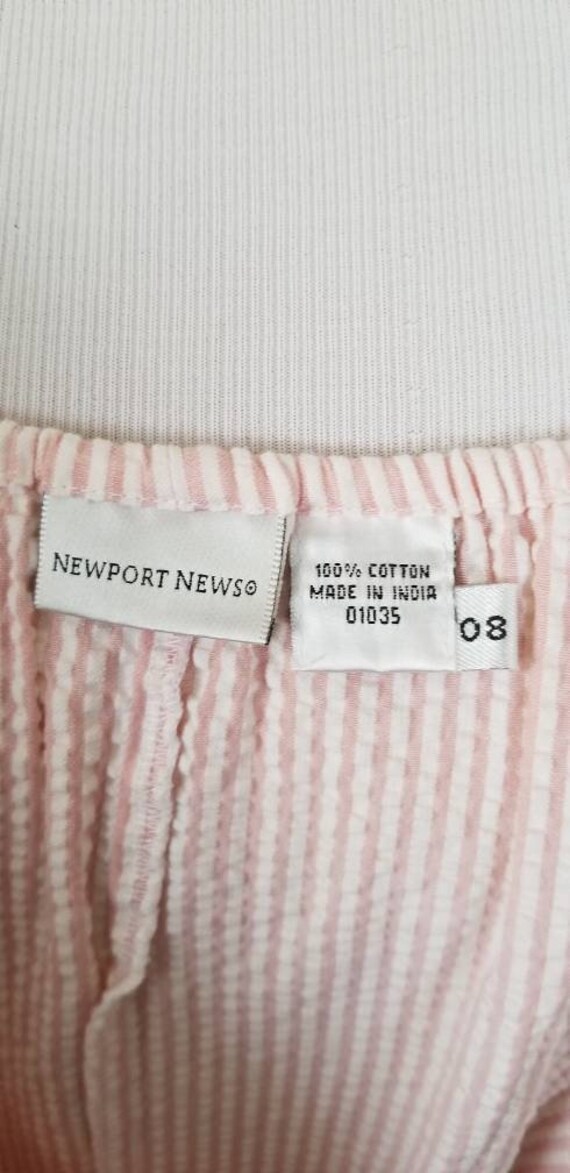 NEWPORT NEWS®
100% COTTON
MADE IN INDIA
01035
08